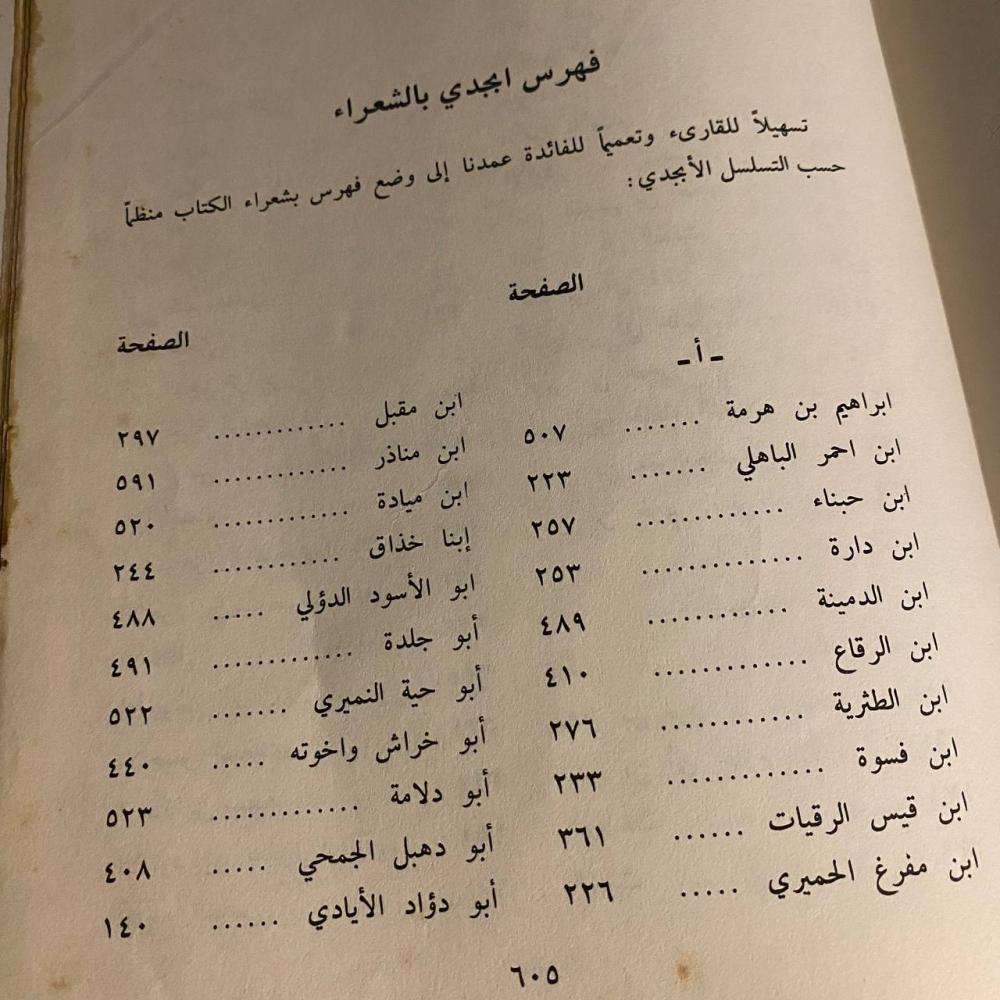 فهرس ابجدي بالشعراء
تسهيلاً للقارىء وتعميماً للفائدة عمدنا إلى وضع فهرس بشعراء الكتاب منظماً
حسب التسلسل الأبجدي :
الصفحة
ـ أ ـ
ابراهيم بن هرمة ....... ٥٠٧
ابن احمر الباهلي ....... ٢٢٣
ابن حبناء ............. ٢٥٧
ابن دارة ............. ٢٥٣
ابن الدمينة ............ ٤٨٩
ابن الرقاع ............. ٤١٠
ابن الطثرية ............ ٢٧٦
ابن فسوة ............. ٢٣٣
ابن قيس الرقيات ...... ٣٦١
ابن مفرغ الحميري ..... ٢٢٦
الصفحة
ابن مقبل ............. ٢٩٧
ابن مناذر ............. ٥٩١
ابن ميادة ............. ٥٢٠
إبنا خذاق ............ ٢٤٤
ابو الأسود الدؤلي ..... ٤٨٨
أبو جلدة ............. ٤٩١
أبو حية النميري ....... ٥٢٢
أبو خراش واخوته ..... ٤٤٠
أبو دلامة ............. ٥٢٣
أبو دهبل الجمحي ..... ٤٠٨
أبو دؤاد الأيادي ...... ١٤٠
٦٠٥